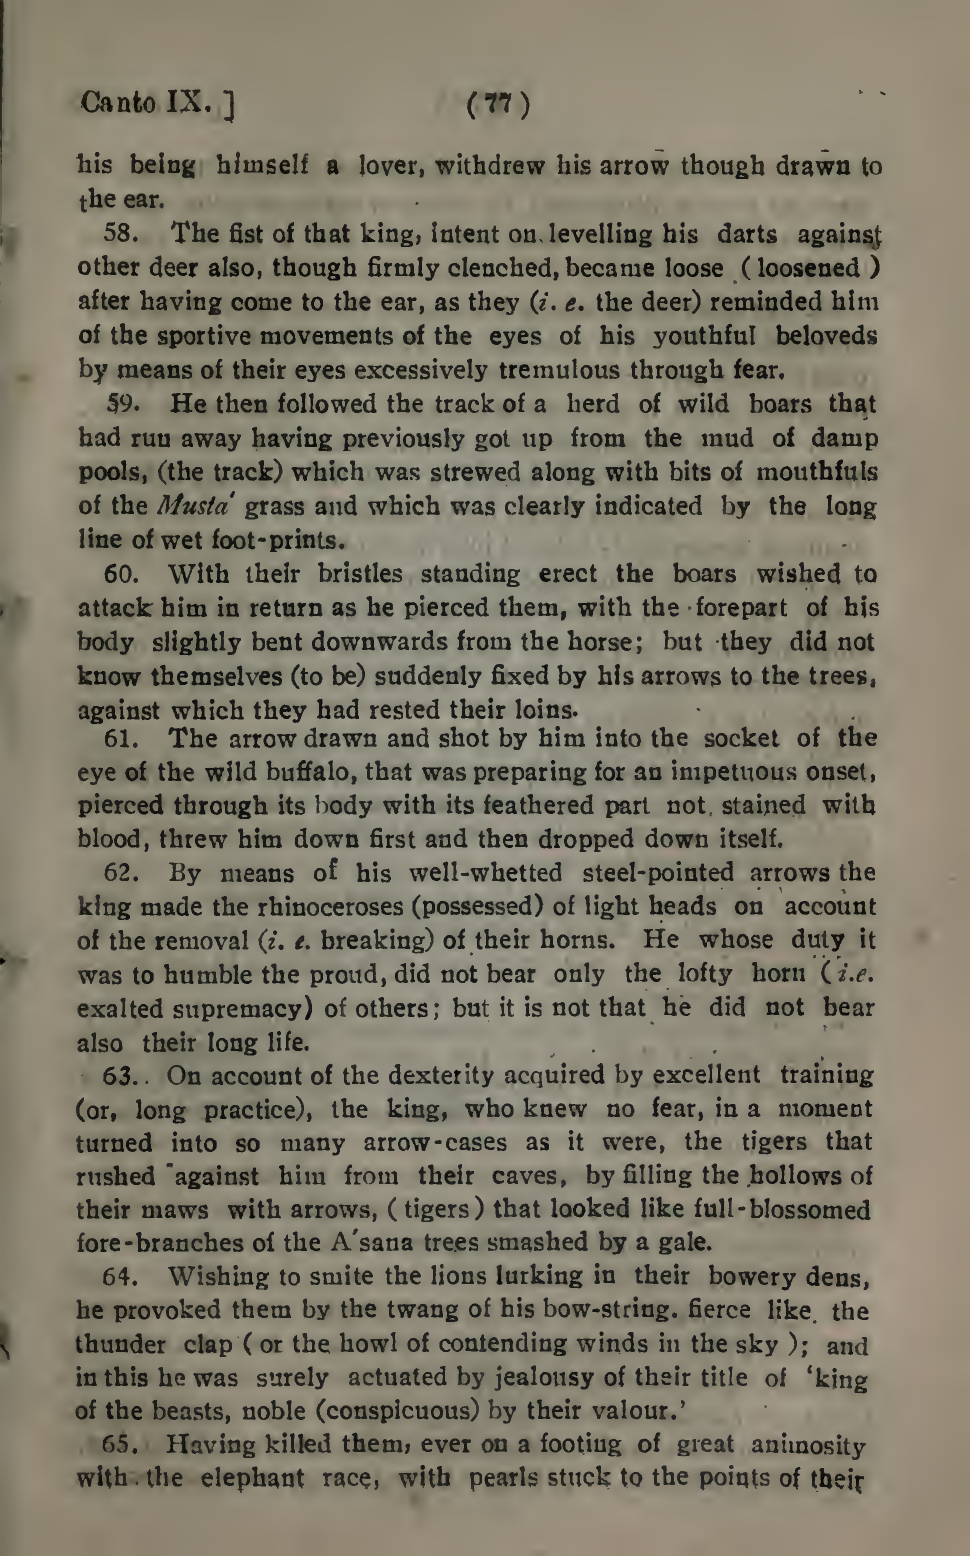 Canto IX. ]
( 77 )
his being himself a lover, withdrew his arrow though drawn to
the ear.
58. The fist of that king, intent on levelling his darts against
other deer also, though firmly clenched, became loose ( loosened )
after having come to the ear, as they (i. e. the deer) reminded him
of the sportive movements of the eyes of his youthful beloveds
by means of their eyes excessively tremulous through fear.
59. He then followed the track of a herd of wild boars that
had run away having previously got up from the mud of damp
pools, (the track) which was strewed along with bits of mouthfuls
of the Musta' grass and which was clearly indicated by the long
line of wet foot-prints.
60. With their bristles standing erect the boars wished to
attack him in return as he pierced them, with the forepart of his
body slightly bent downwards from the horse; but they did not
know themselves (to be) suddenly fixed by his arrows to the trees,
against which they had rested their loins.
61. The arrow drawn and shot by him into the socket of the
eye of the wild buffalo, that was preparing for an impetuous onset,
pierced through its body with its feathered part not stained with
blood, threw him down first and then dropped down itself.
62. By means of his well-whetted steel-pointed arrows the
king made the rhinoceroses (possessed) of light heads on account
of the removal (i. e. breaking) of their horns. He whose duty it
was to humble the proud, did not bear only the lofty horn ( i.e.
exalted supremacy) of others; but it is not that he did not bear
also their long life.
63. On account of the dexterity acquired by excellent training
(or, long practice), the king, who knew no fear, in a moment
turned into so many arrow-cases as it were, the tigers that
rushed against him from their caves, by filling the hollows of
their maws with arrows, ( tigers ) that looked like full-blossomed
fore-branches of the A'sana trees smashed by a gale.
64. Wishing to smite the lions lurking in their bowery dens,
he provoked them by the twang of his bow-string. fierce like the
thunder clap ( or the howl of contending winds in the sky ); and
in this he was surely actuated by jealousy of their title of 'king
of the beasts, noble (conspicuous) by their valour.'
65. Having killed them, ever on a footing of great animosity
with the elephant race, with pearls stuck to the points of their